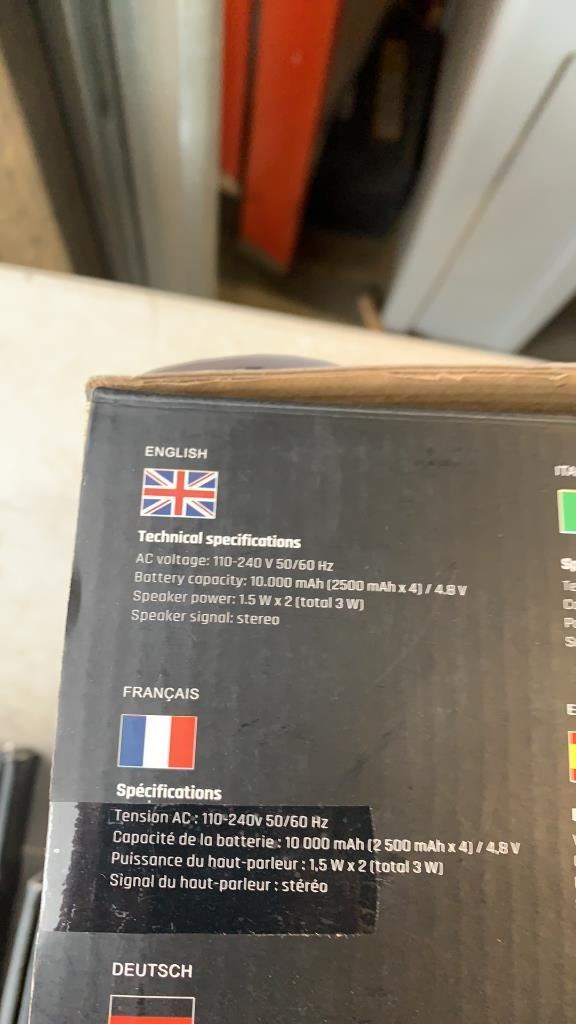 ENGLISH
Technical specifications
AC voltage: 110-240 V 50/60 Hz
Battery capacity: 10.000 mAh (2500 mAh x 4) / 4.8 V
Speaker power: 1.5 W x 2 (total 3 W)
Speaker signal: stereo
FRANÇAIS
Spécifications
Tension AC : 110-240v 50/60 Hz
Capacité de la batterie : 10 000 mAh (2 500 mAh x 4) / 4,8 V
Puissance du haut-parleur : 1,5 W x 2 (total 3 W)
Signal du haut-parleur : stéréo
DEUTSCH
ITA
Sp
Te